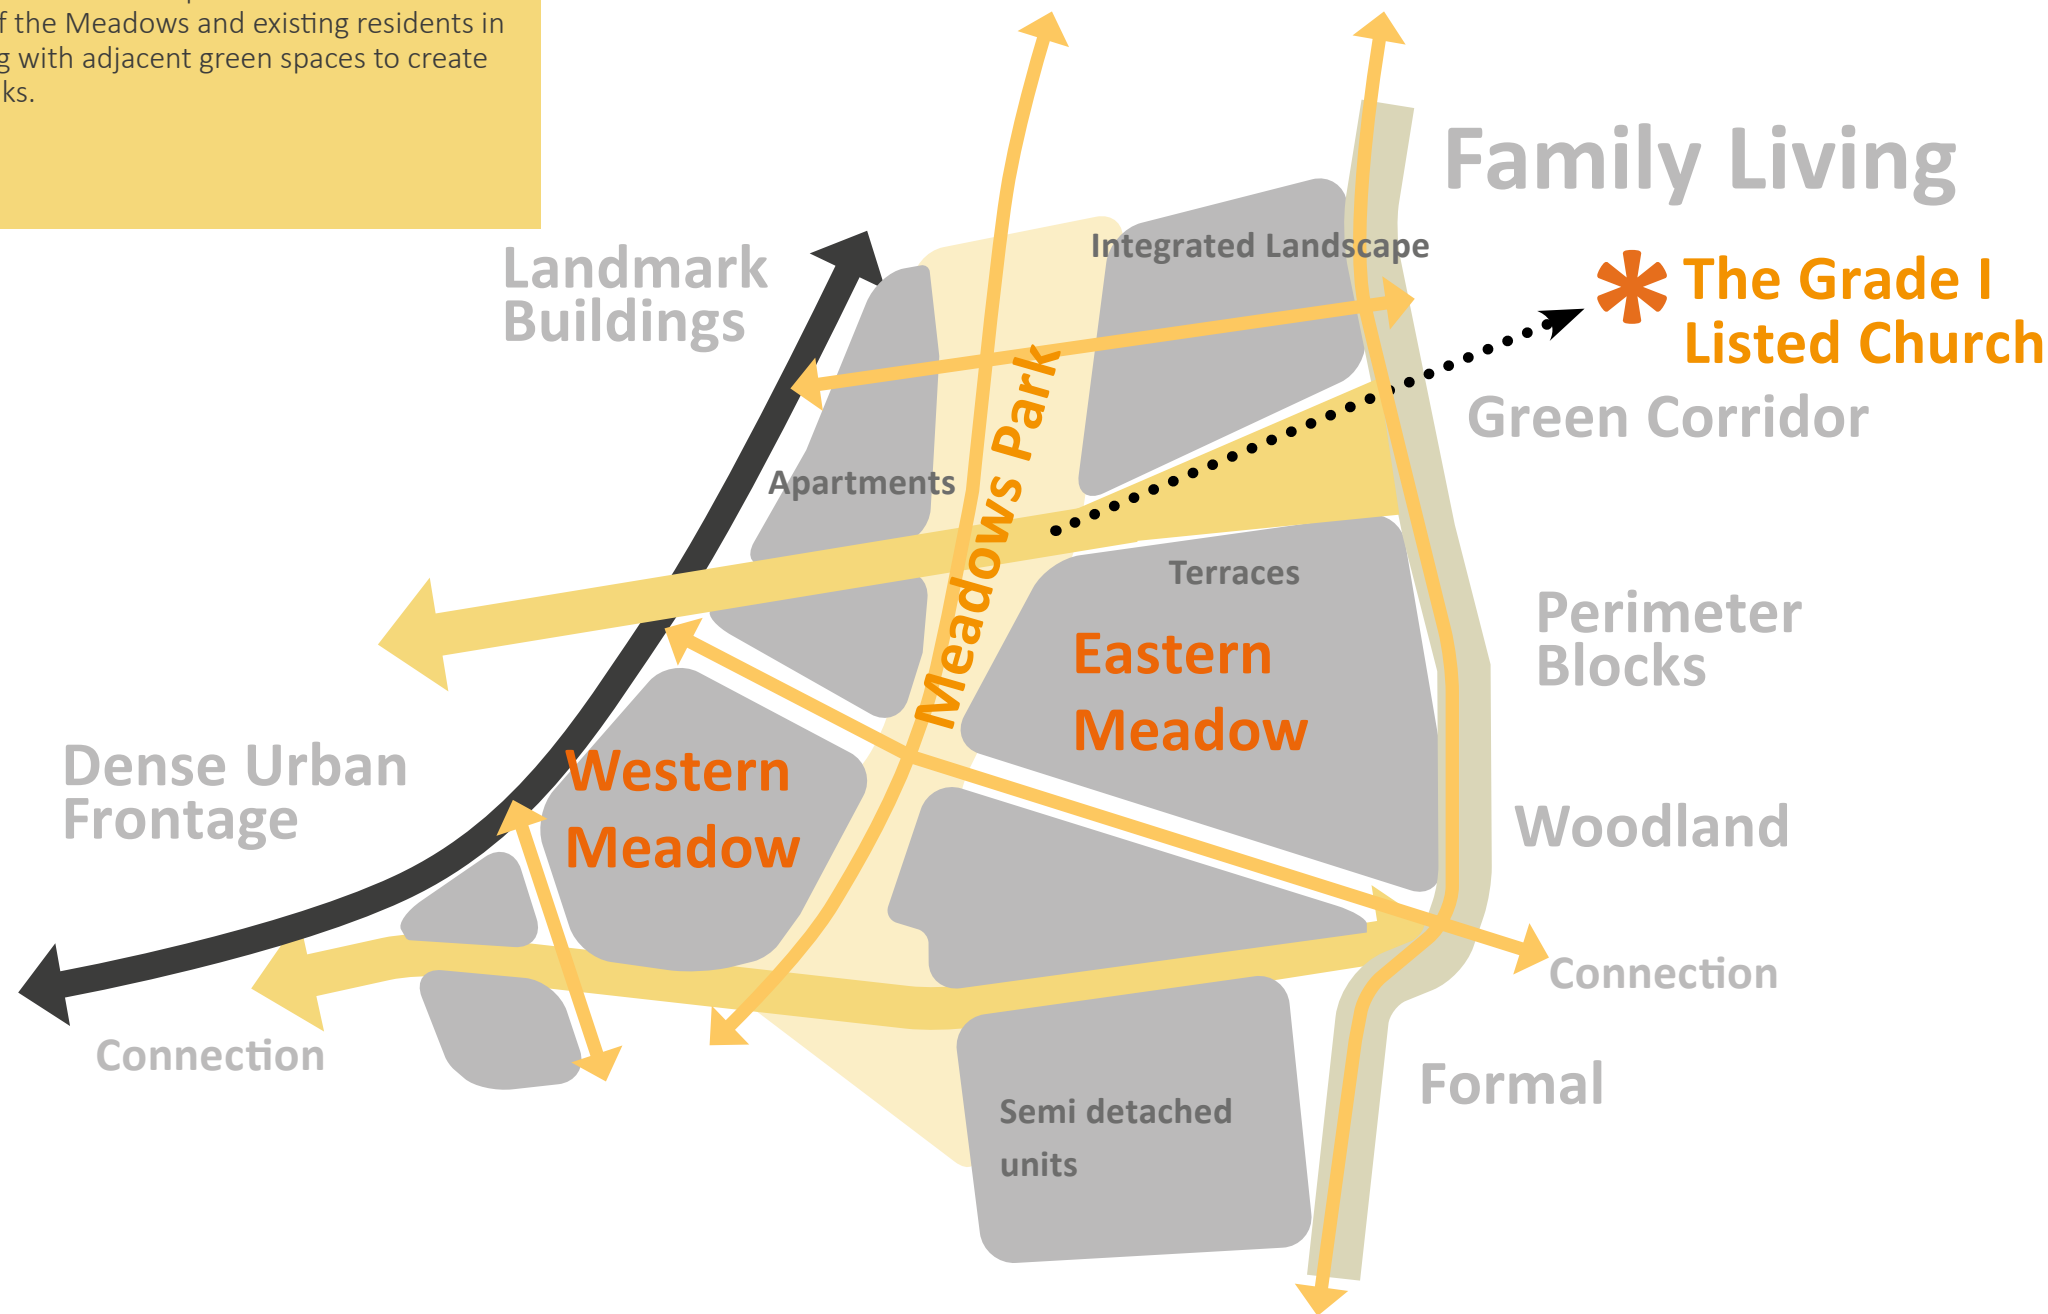 f the Meadows and existing residents in
g with adjacent green spaces to create
ks.
Family Living
Landmark
Buildings
Integrated Landscape
The Grade I
Listed Church
Meadows Park
Green Corridor
Apartments
Terraces
Perimeter
Blocks
Eastern
Meadow
Western
Meadow
Dense Urban
Frontage
Woodland
Connection
Connection
Formal
Semi detached
units